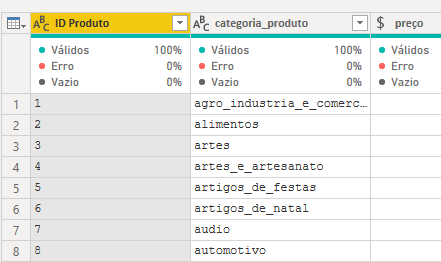 ABC ID Produto ABC categoria_produto $ preço
Válidos 100% Válidos 100% Válidos
Erro 0% Erro 0% Erro
Vazio 0% Vazio 0% Vazio
1 1 agro_industria_e_comerc...
2 2 alimentos
3 3 artes
4 4 artes_e_artesanato
5 5 artigos_de_festas
6 6 artigos_de_natal
7 7 audio
8 8 automotivo